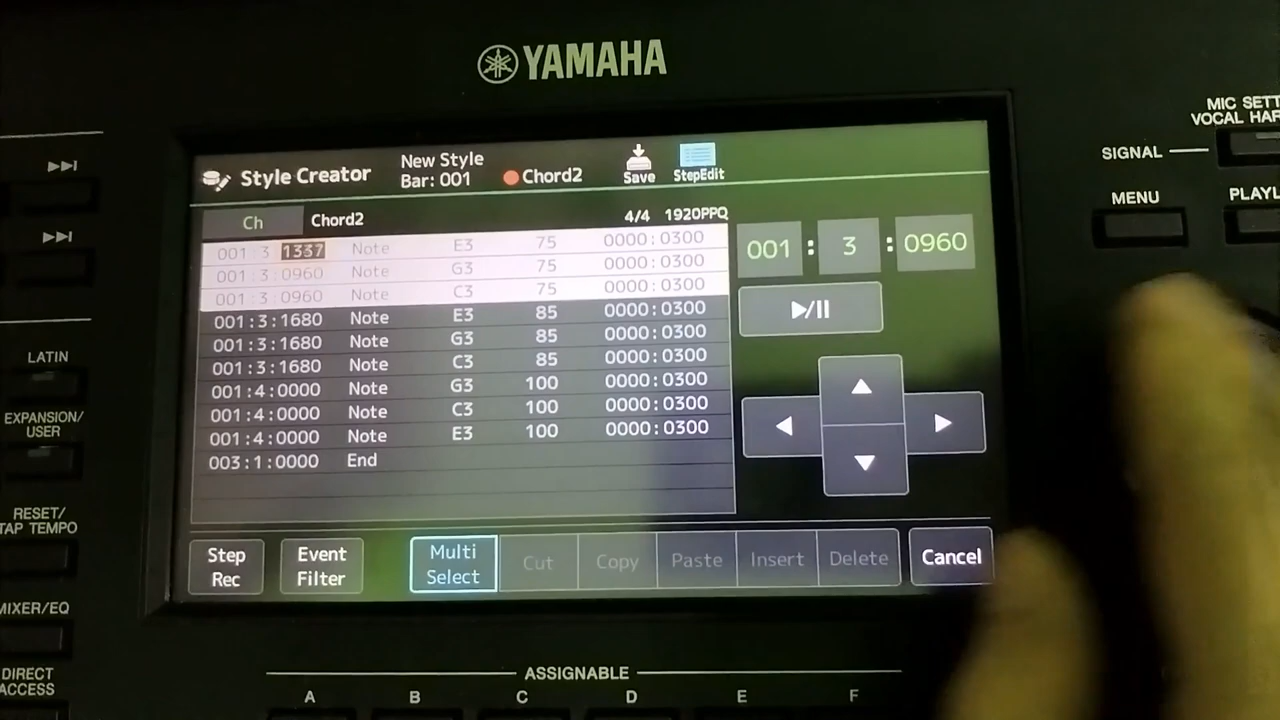 YAMAHA
MIC SETT
VOCAL HAR
SIGNAL
MENU
PLAYL
LATIN
EXPANSION/
USER
RESET/
TAP TEMPO
MIXER/EQ
DIRECT
ACCESS
Style Creator
New Style
Bar: 001
Chord2
Save
StepEdit
Ch Chord2 4/4 1920PPQ
001:3 1337 Note E3 75 0000:0300
001:3:0960 Note G3 75 0000:0300
001:3:0960 Note C3 75 0000:0300
001:3:1680 Note E3 85 0000:0300
001:3:1680 Note G3 85 0000:0300
001:3:1680 Note C3 85 0000:0300
001:4:0000 Note G3 100 0000:0300
001:4:0000 Note C3 100 0000:0300
001:4:0000 Note E3 100 0000:0300
003:1:0000 End
001 : 3 : 0960
Step
Rec
Event
Filter
Multi
Select
Cut
Copy
Paste
Insert
Delete
Cancel
ASSIGNABLE
A B C D E F